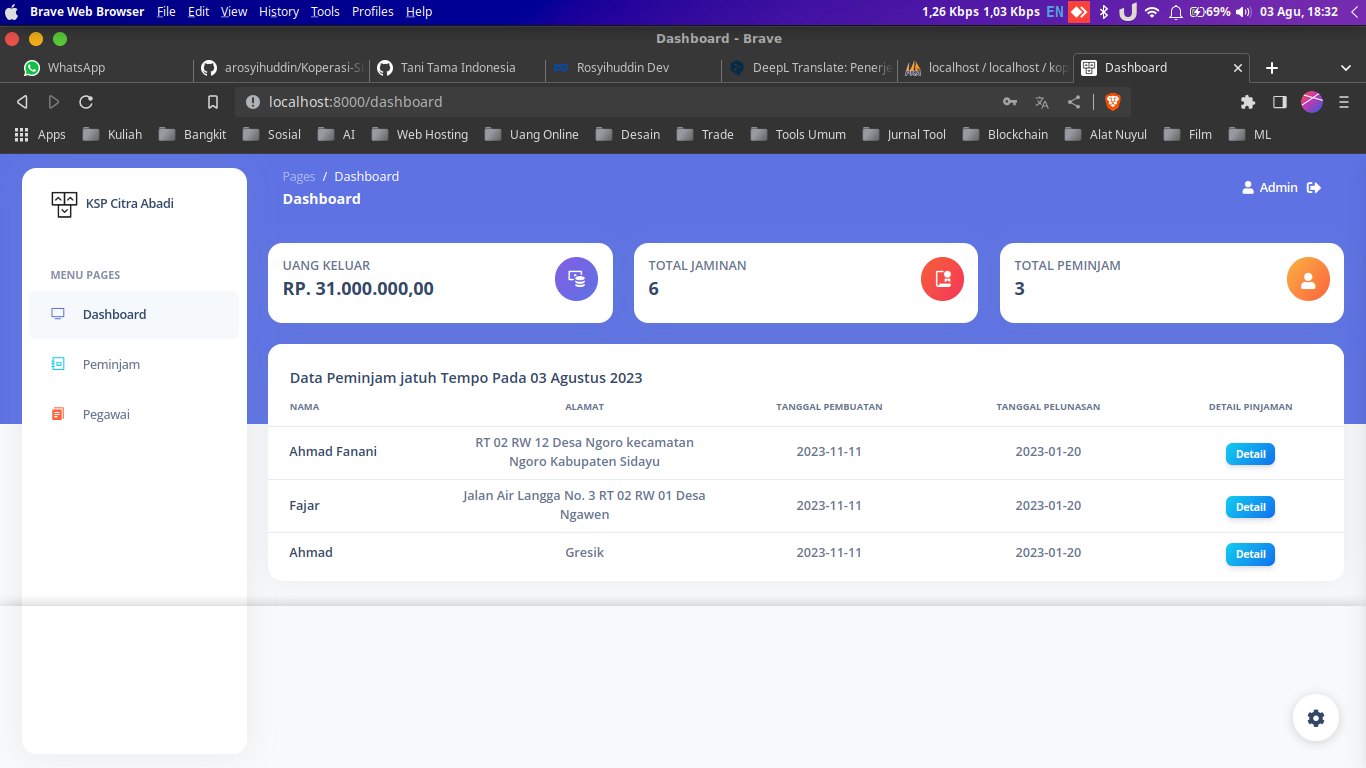 Brave Web Browser File Edit View History Tools Profiles Help 1,26 Kbps 1,03 Kbps EN 69% 03 Agu, 18:32
Dashboard - Brave
WhatsApp arosyihuddin/Koperasi-Si Tani Tama Indonesia Rosyihuddin Dev DeepL Translate: Penerje localhost / localhost / kop Dashboard
localhost:8000/dashboard
Apps Kuliah Bangkit Sosial AI Web Hosting Uang Online Desain Trade Tools Umum Jurnal Tool Blockchain Alat Nuyul Film ML
KSP Citra Abadi
MENU PAGES
Dashboard
Peminjam
Pegawai
Pages / Dashboard
Dashboard
Admin
UANG KELUAR
RP. 31.000.000,00
TOTAL JAMINAN
6
TOTAL PEMINJAM
3
Data Peminjam jatuh Tempo Pada 03 Agustus 2023
NAMA ALAMAT TANGGAL PEMBUATAN TANGGAL PELUNASAN DETAIL PINJAMAN
Ahmad Fanani RT 02 RW 12 Desa Ngoro kecamatan
Ngoro Kabupaten Sidayu 2023-11-11 2023-01-20 Detail
Fajar Jalan Air Langga No. 3 RT 02 RW 01 Desa
Ngawen 2023-11-11 2023-01-20 Detail
Ahmad Gresik 2023-11-11 2023-01-20 Detail